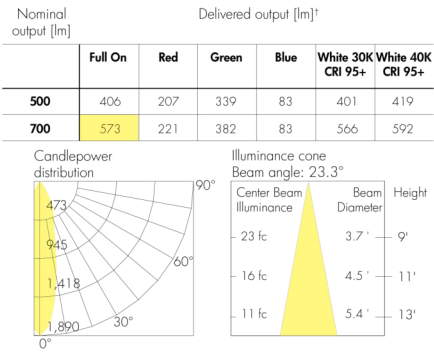 Nominal output [lm]
Delivered output [lm]†
Full On Red Green Blue White 30K CRI 95+ White 40K CRI 95+
500 406 207 339 83 401 419
700 573 221 382 83 566 592
Candlepower distribution
90°
473
945
60°
1,418
1,890
30°
0°
Illuminance cone
Beam angle: 23.3°
Center Beam Illuminance Beam Diameter Height
23 fc 3.7 ' 9'
16 fc 4.5 ' 11'
11 fc 5.4 ' 13'